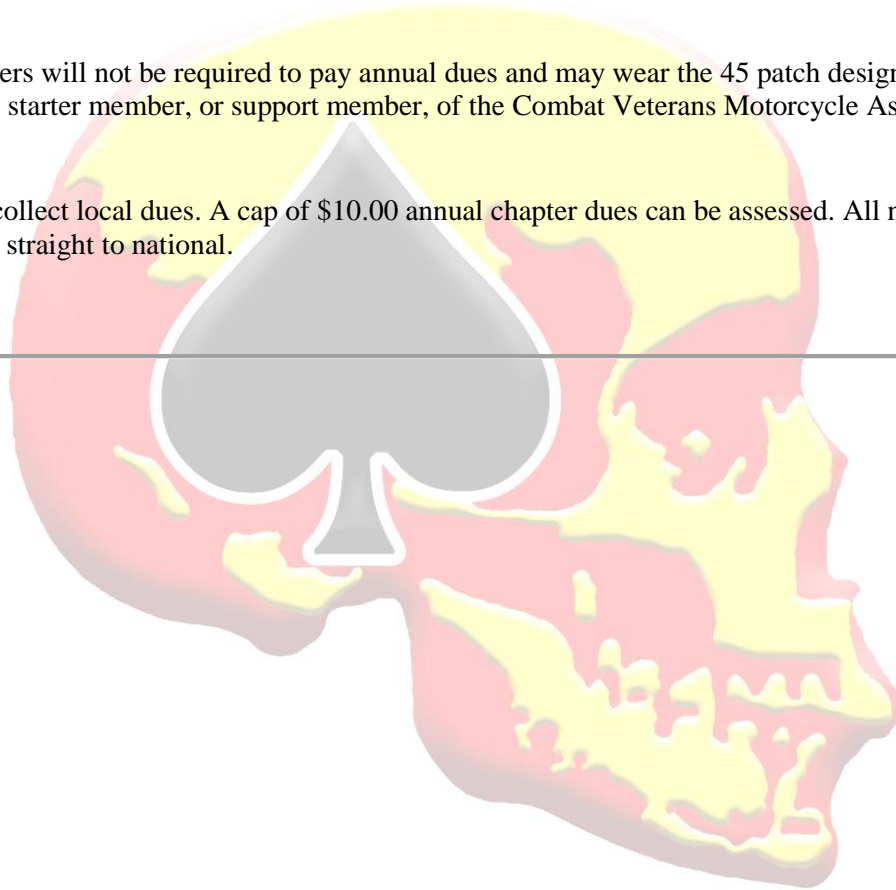 ers will not be required to pay annual dues and may wear the 45 patch design
starter member, or support member, of the Combat Veterans Motorcycle As
collect local dues. A cap of $10.00 annual chapter dues can be assessed. All
straight to national.